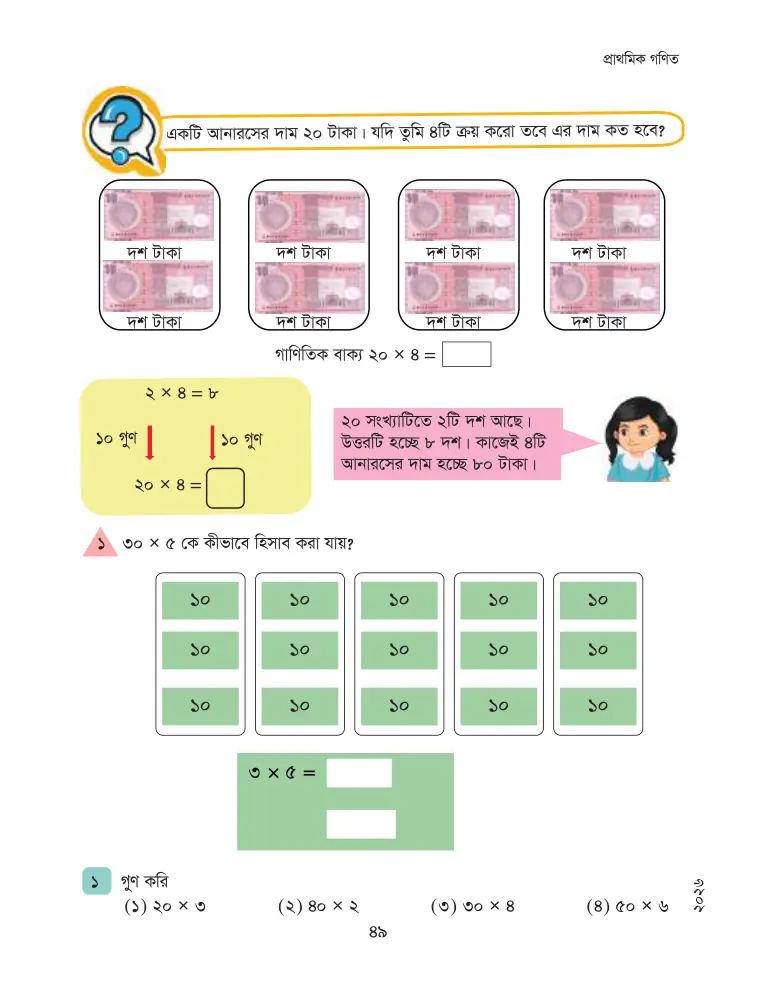 প্রাথমিক গণিত
একটি আনারসের দাম ২০ টাকা। যদি তুমি ৪টি ক্রয় করো তবে এর দাম কত হবে?
দশ টাকা দশ টাকা দশ টাকা দশ টাকা
দশ টাকা দশ টাকা দশ টাকা দশ টাকা
গাণিতিক বাক্য ২০ × ৪ =
২ × ৪ = ৮
১০ গুণ ১০ গুণ
২০ × ৪ =
২০ সংখ্যাটিতে ২টি দশ আছে।
উত্তরটি হচ্ছে ৮ দশ। কাজেই ৪টি
আনারসের দাম হচ্ছে ৮০ টাকা।
১ ৩০ × ৫ কে কীভাবে হিসাব করা যায়?
১০ ১০ ১০ ১০ ১০
১০ ১০ ১০ ১০ ১০
১০ ১০ ১০ ১০ ১০
৩ × ৫ =
১ গুণ করি
(১) ২০ × ৩ (২) ৪০ × ২ (৩) ৩০ × ৪ (৪) ৫০ × ৬
৪৯
২০২৬